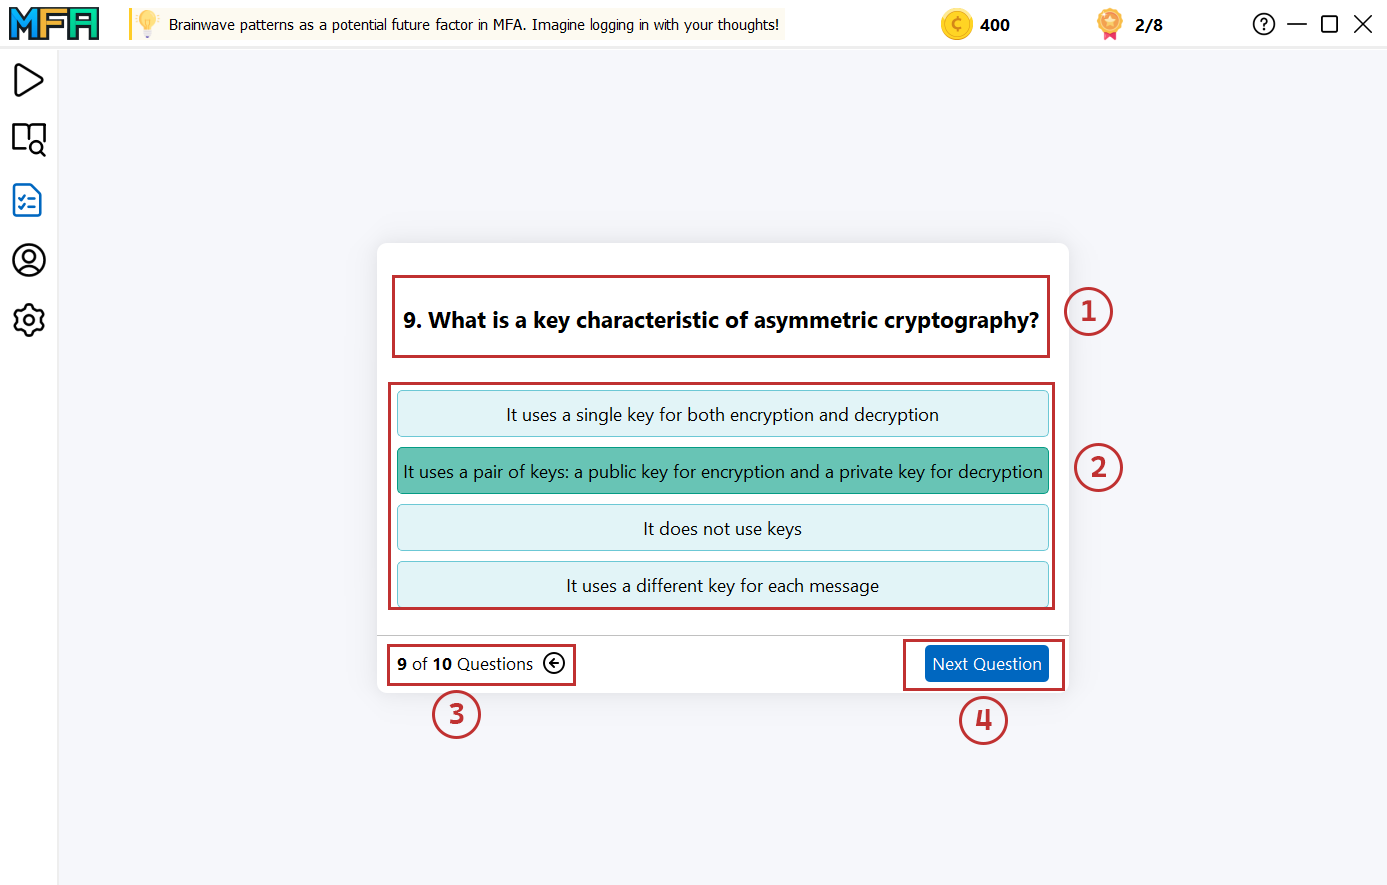 MFA
Brainwave patterns as a potential future factor in MFA. Imagine logging in with your thoughts!
400
2/8
9. What is a key characteristic of asymmetric cryptography?
1
It uses a single key for both encryption and decryption
It uses a pair of keys: a public key for encryption and a private key for decryption
2
It does not use keys
It uses a different key for each message
9 of 10 Questions
Next Question
3
4